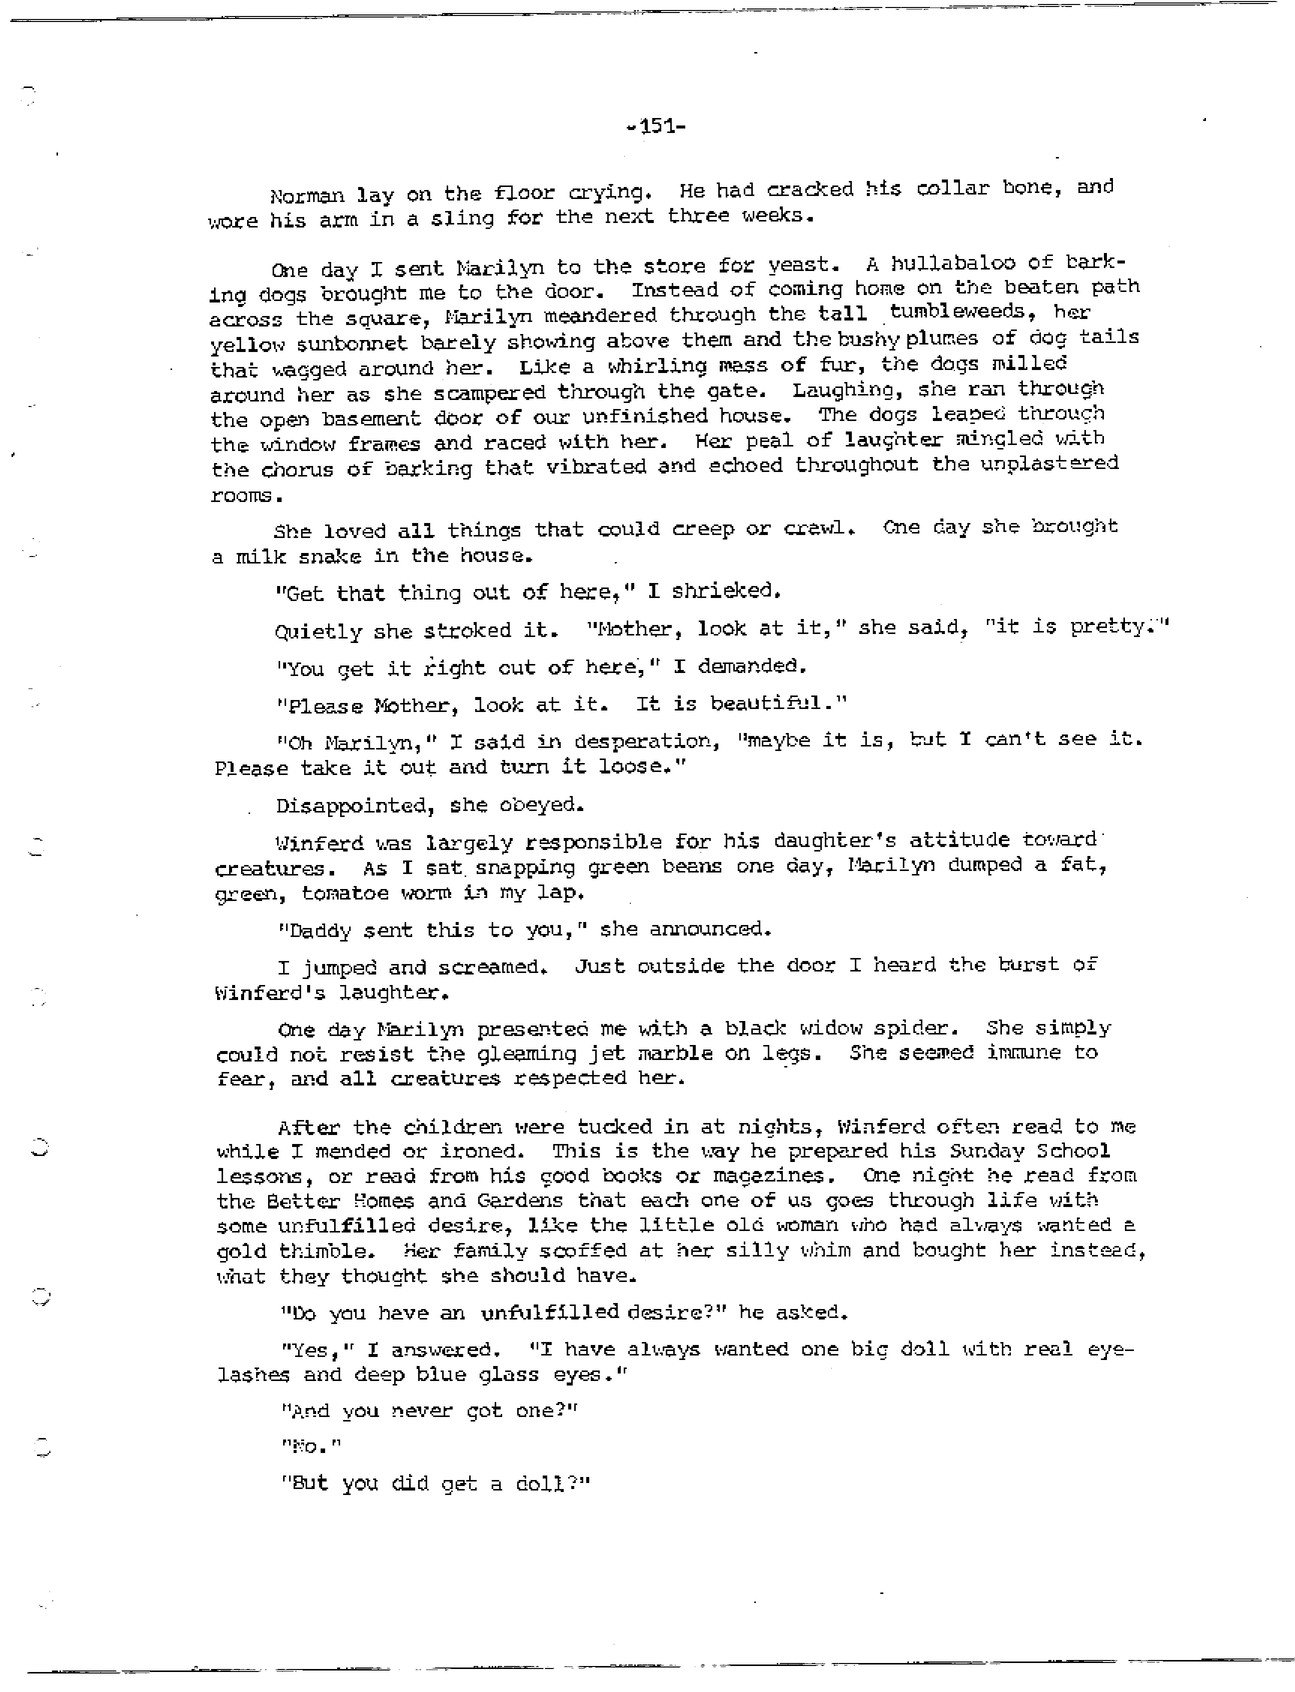 -151-
Norman lay on the floor crying. He had cracked his collar bone, and
wore his arm in a sling for the next three weeks.
One day I sent Marilyn to the store for yeast. A hullabaloo of bark-
ing dogs brought me to the door. Instead of coming home on the beaten path
across the square, Marilyn meandered through the tall tumbleweeds, her
yellow sunbonnet barely showing above them and the bushy plumes of dog tails
that wagged around her. Like a whirling mass of fur, the dogs milled
around her as she scampered through the gate. Laughing, she ran through
the open basement door of our unfinished house. The dogs leaped through
the window frames and raced with her. Her peal of laughter mingled with
the chorus of barking that vibrated and echoed throughout the unplastered
rooms.
She loved all things that could creep or crawl. One day she brought
a milk snake in the house.
"Get that thing out of here," I shrieked.
Quietly she stroked it. "Mother, look at it," she said, "it is pretty."
"You get it right out of here," I demanded.
"Please Mother, look at it. It is beautiful."
"Oh Marilyn," I said in desperation, "maybe it is, but I can't see it.
Please take it out and turn it loose."
Disappointed, she obeyed.
Winferd was largely responsible for his daughter's attitude toward
creatures. As I sat snapping green beans one day, Marilyn dumped a fat,
green, tomatoe worm in my lap.
"Daddy sent this to you," she announced.
I jumped and screamed. Just outside the door I heard the burst of
Winferd's laughter.
One day Marilyn presented me with a black widow spider. She simply
could not resist the gleaming jet marble on legs. She seemed immune to
fear, and all creatures respected her.
After the children were tucked in at nights, Winferd often read to me
while I mended or ironed. This is the way he prepared his Sunday School
lessons, or read from his good books or magazines. One night he read from
the Better Homes and Gardens that each one of us goes through life with
some unfulfilled desire, like the little old woman who had always wanted a
gold thimble. Her family scoffed at her silly whim and bought her instead,
what they thought she should have.
"Do you have an unfulfilled desire?" he asked.
"Yes," I answered. "I have always wanted one big doll with real eye-
lashes and deep blue glass eyes."
"And you never got one?"
"No."
"But you did get a doll?"